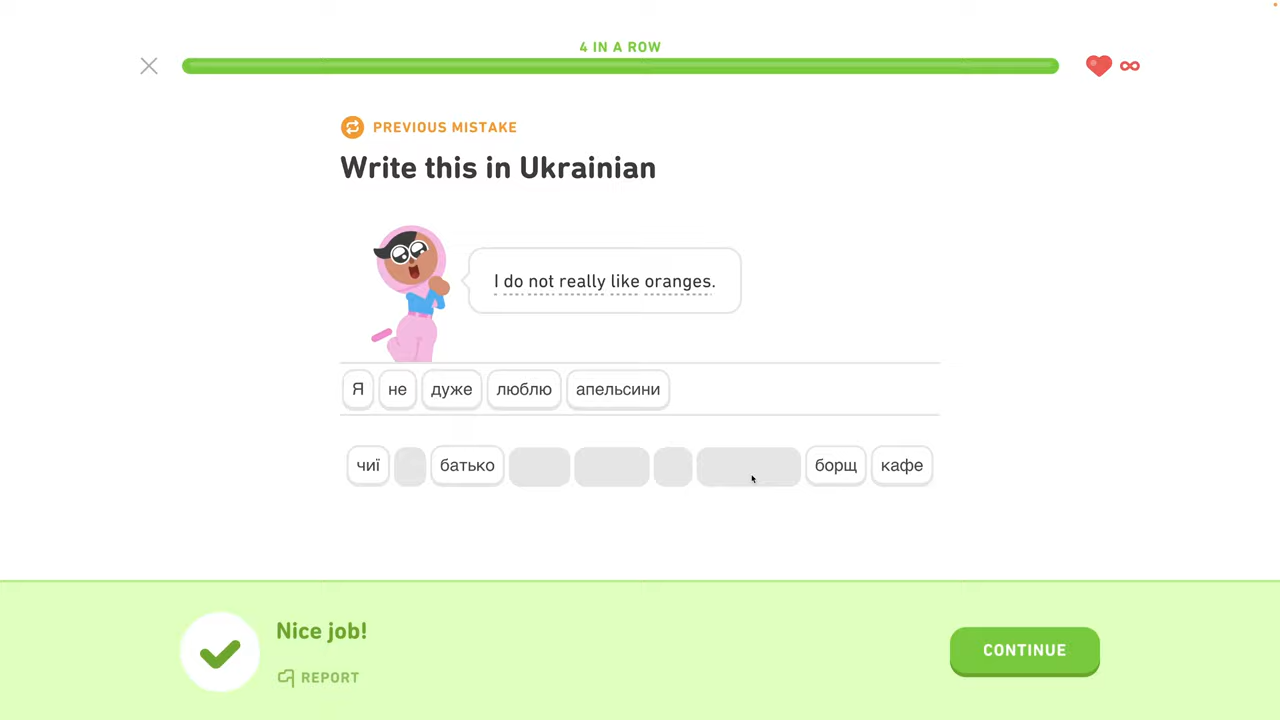 4 IN A ROW
PREVIOUS MISTAKE
Write this in Ukrainian
I do not really like oranges.
Я не дуже люблю апельсини
чиї батько борщ кафе
Nice job!
REPORT
CONTINUE